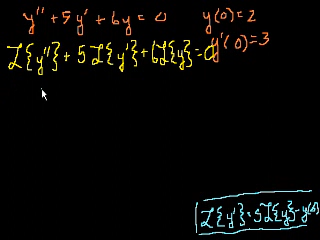 y'' + 5y' + 6y = 0 y(0) = 2
y'(0) = 3
ℒ{y''} + 5ℒ{y'} + 6ℒ{y} = 0
ℒ{y'} = sℒ{y} - y(0)